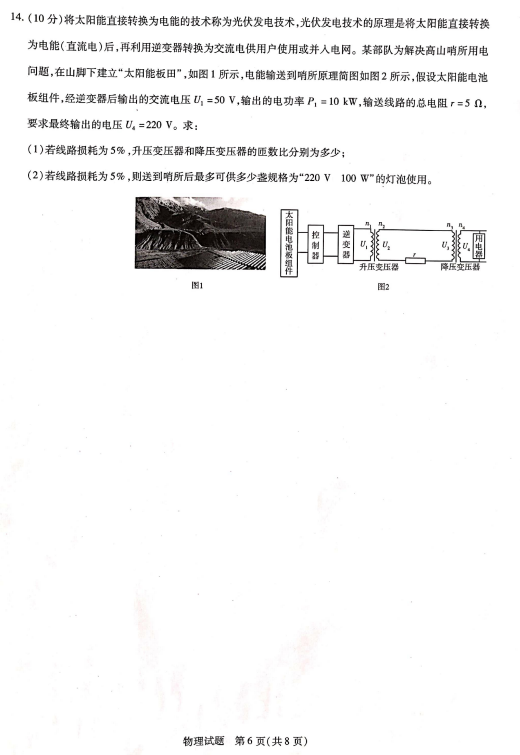 14.(10分)将太阳能直接转换为电能的技术称为光伏发电技术,光伏发电技术的原理是将太阳能直接转换
为电能(直流电)后,再利用逆变器转换为交流电供用户使用或并入电网。某部队为解决高山哨所用电
问题,在山脚下建立“太阳能板田”,如图1所示,电能输送到哨所原理简图如图2所示,假设太阳能电池
板组件,经逆变器后输出的交流电压U₁=50 V,输出的电功率P₁=10 kW,输送线路的总电阻r=5 Ω,
要求最终输出的电压U₄=220 V。求:
(1)若线路损耗为5%,升压变压器和降压变压器的匝数比分别为多少;
(2)若线路损耗为5%,则送到哨所后最多可供多少盏规格为“220 V 100 W”的灯泡使用。
太阳能电池板组件
控制器
逆变器
n₁ n₂
U₁ U₂
升压变压器
r
n₃ n₄
U₃ U₄
降压变压器
用电器
图1
图2
物理试题 第6页(共8页)